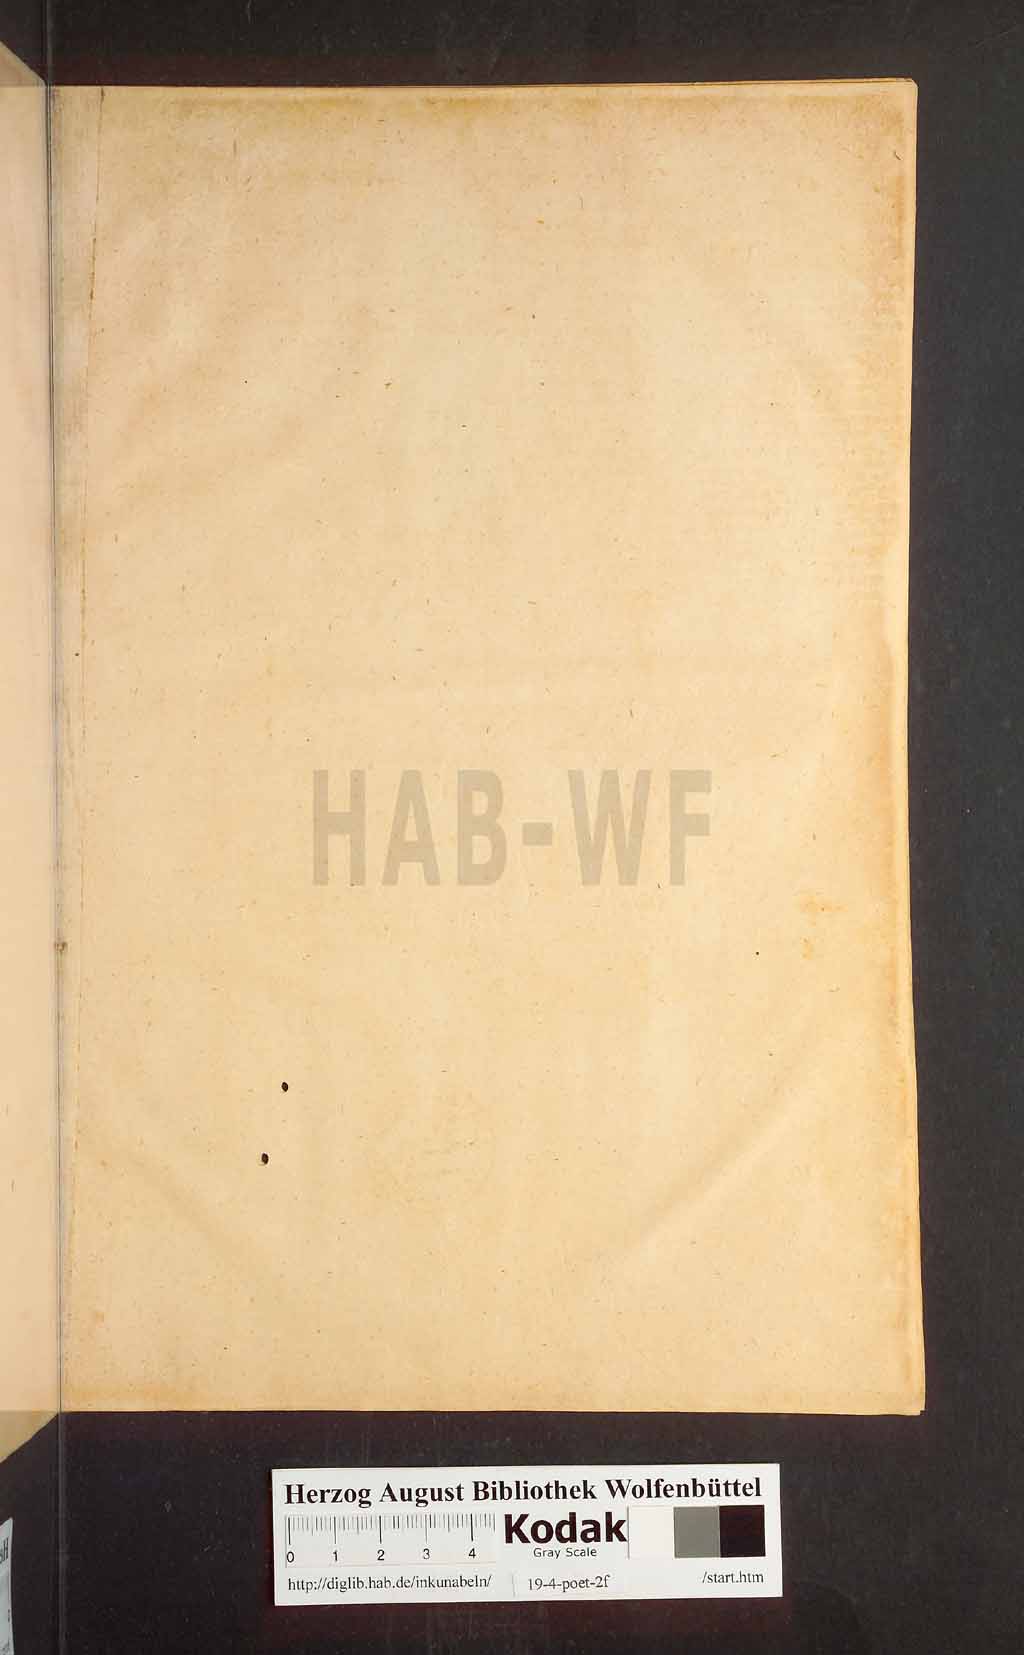 HAB-WF
Herzog August Bibliothek Wolfenbüttel
Kodak
Gray Scale
0 1 2 3 4
http://diglib.hab.de/inkunabeln/ 19-4-poet-2f /start.htm